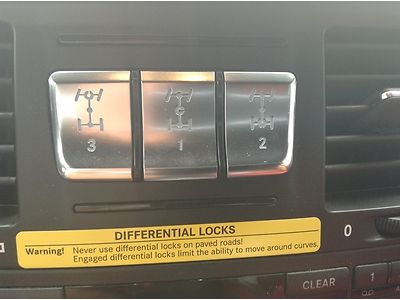 3 1 2
DIFFERENTIAL LOCKS
Warning! Never use differential locks on paved roads!
Engaged differential locks limit the ability to move around curves.
0
CLEAR
1